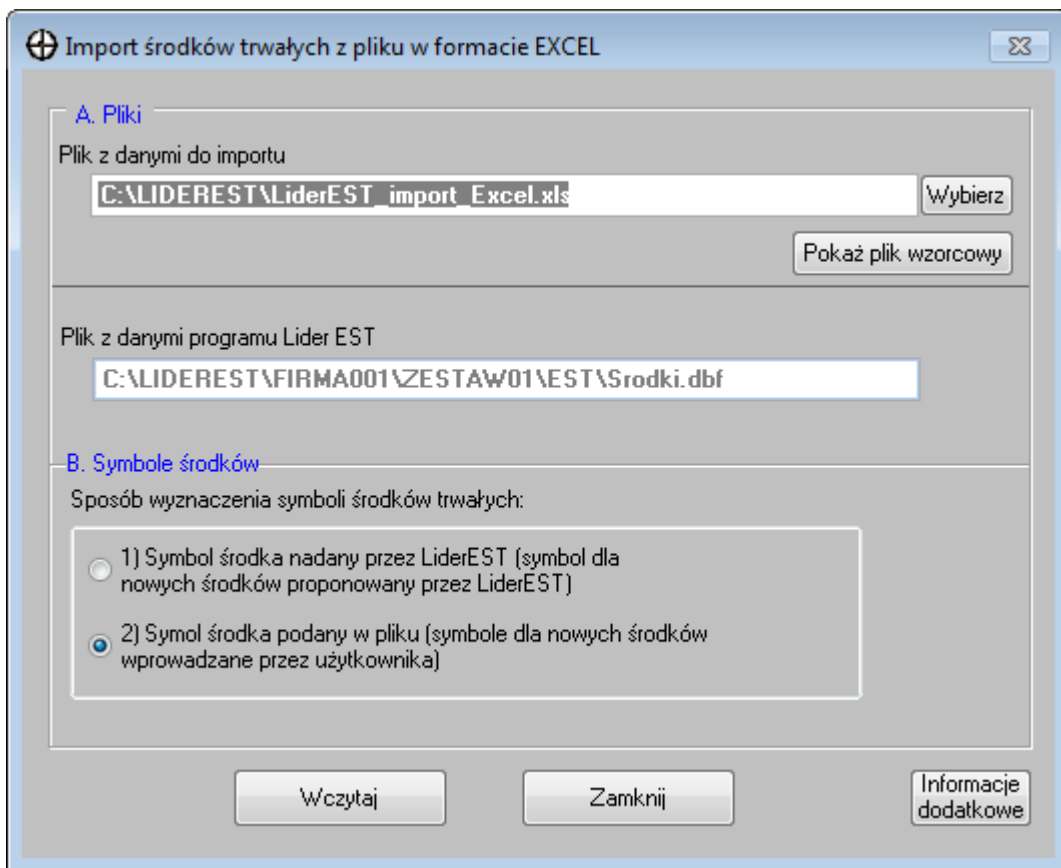 Import środków trwałych z pliku w formacie EXCEL
A. Pliki
Plik z danymi do importu
C:\LIDEREST\LiderEST_import_Excel.xls
Wybierz
Pokaż plik wzorcowy
Plik z danymi programu Lider EST
C:\LIDEREST\FIRMA001\ZESTAW01\EST\Srodki.dbf
B. Symbole środków
Sposób wyznaczenia symboli środków trwałych:
1) Symbol środka nadany przez LiderEST (symbol dla
nowych środków proponowany przez LiderEST)
2) Symol środka podany w pliku (symbole dla nowych środków
wprowadzane przez użytkownika)
Wczytaj
Zamknij
Informacje
dodatkowe